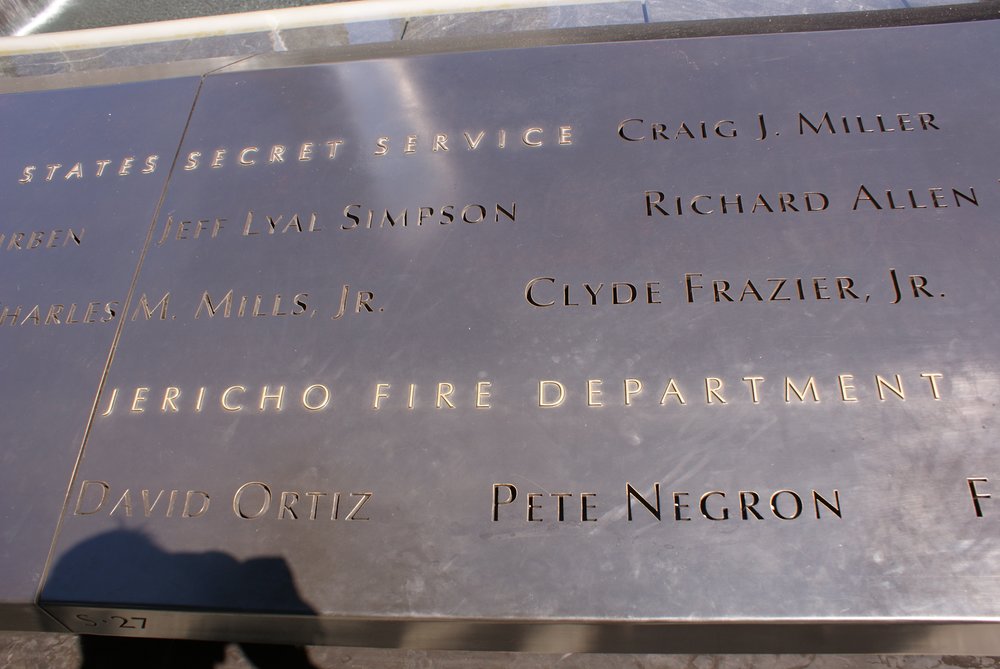 STATES SECRET SERVICE CRAIG J. MILLER
JEFF LYAL SIMPSON RICHARD ALLEN
CHARLES M. MILLS, JR. CLYDE FRAZIER, JR.
JERICHO FIRE DEPARTMENT
DAVID ORTIZ PETE NEGRON
S-27